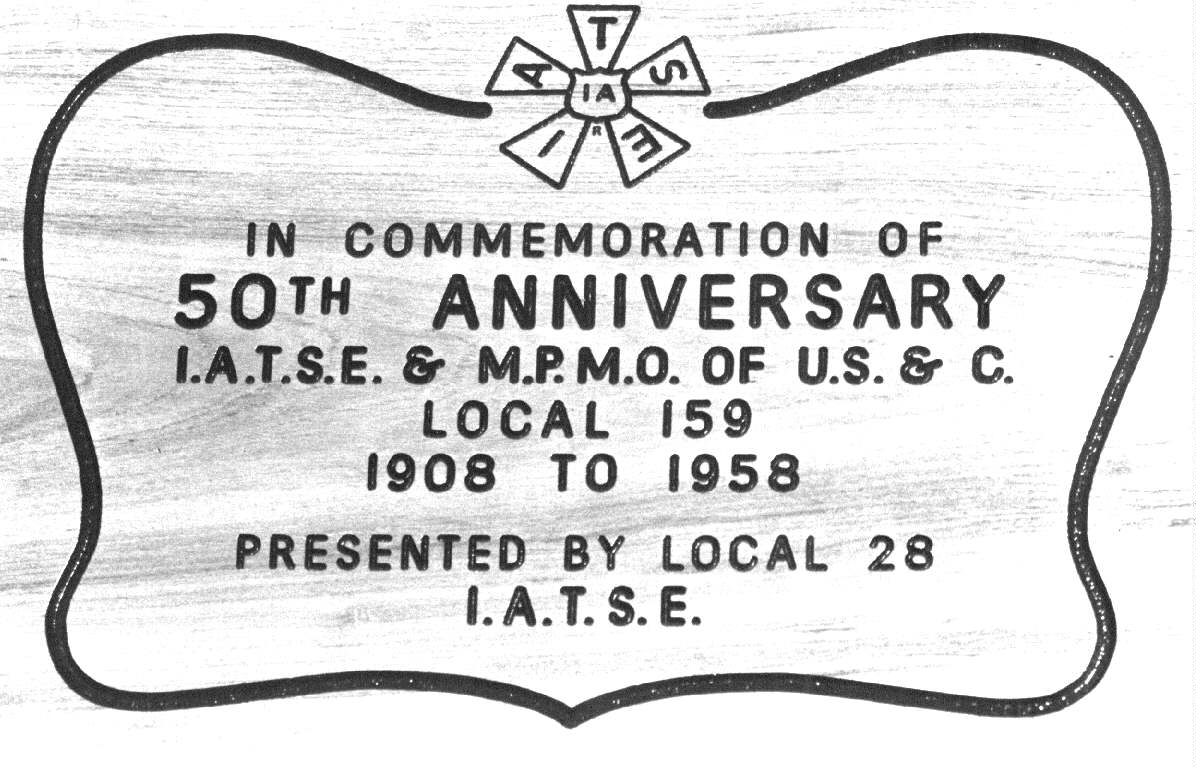 I A T S E
IA
R
IN COMMEMORATION OF
50TH ANNIVERSARY
I.A.T.S.E. & M.P.M.O. OF U.S. & C.
LOCAL 159
1908 TO 1958
PRESENTED BY LOCAL 28
I.A.T.S.E.